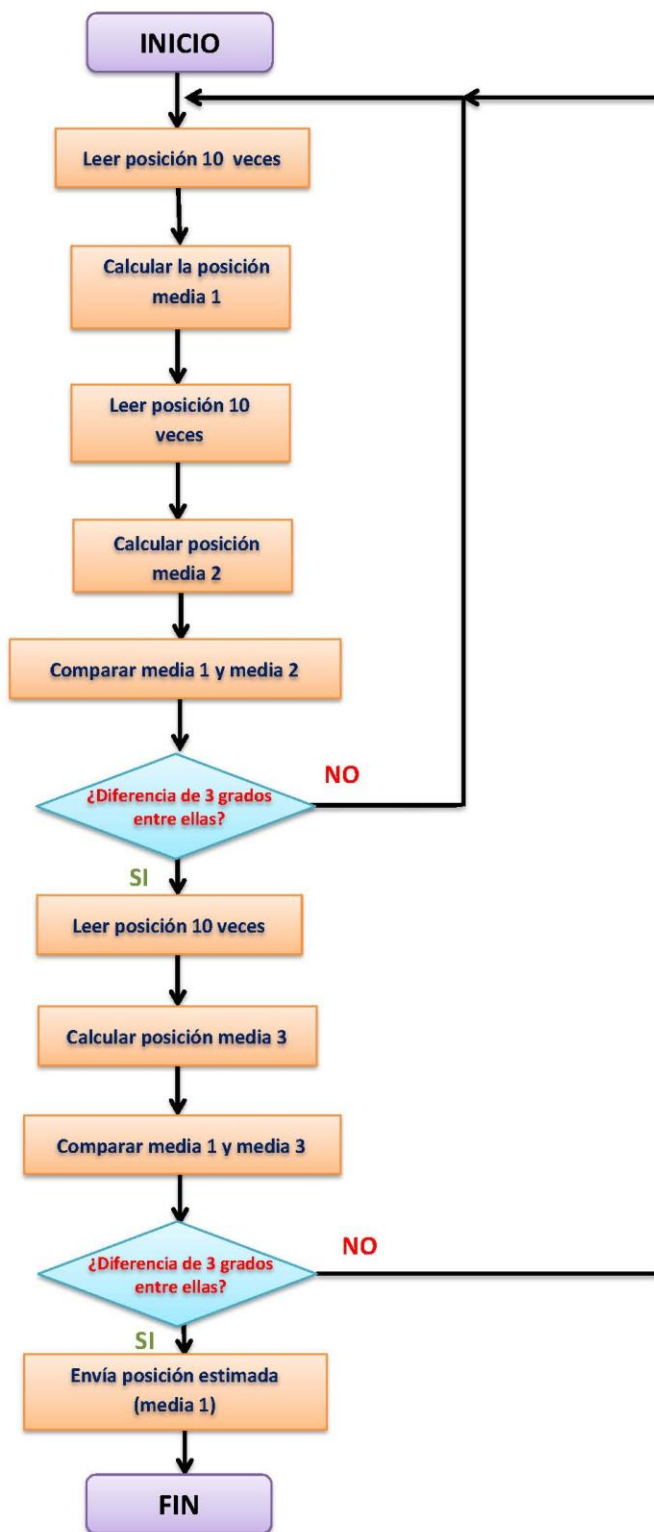 INICIO
Leer posición 10 veces
Calcular la posición
media 1
Leer posición 10
veces
Calcular posición
media 2
Comparar media 1 y media 2
¿Diferencia de 3 grados
entre ellas?
NO
SI
Leer posición 10 veces
Calcular posición media 3
Comparar media 1 y media 3
¿Diferencia de 3 grados
entre ellas?
NO
SI
Envía posición estimada
(media 1)
FIN